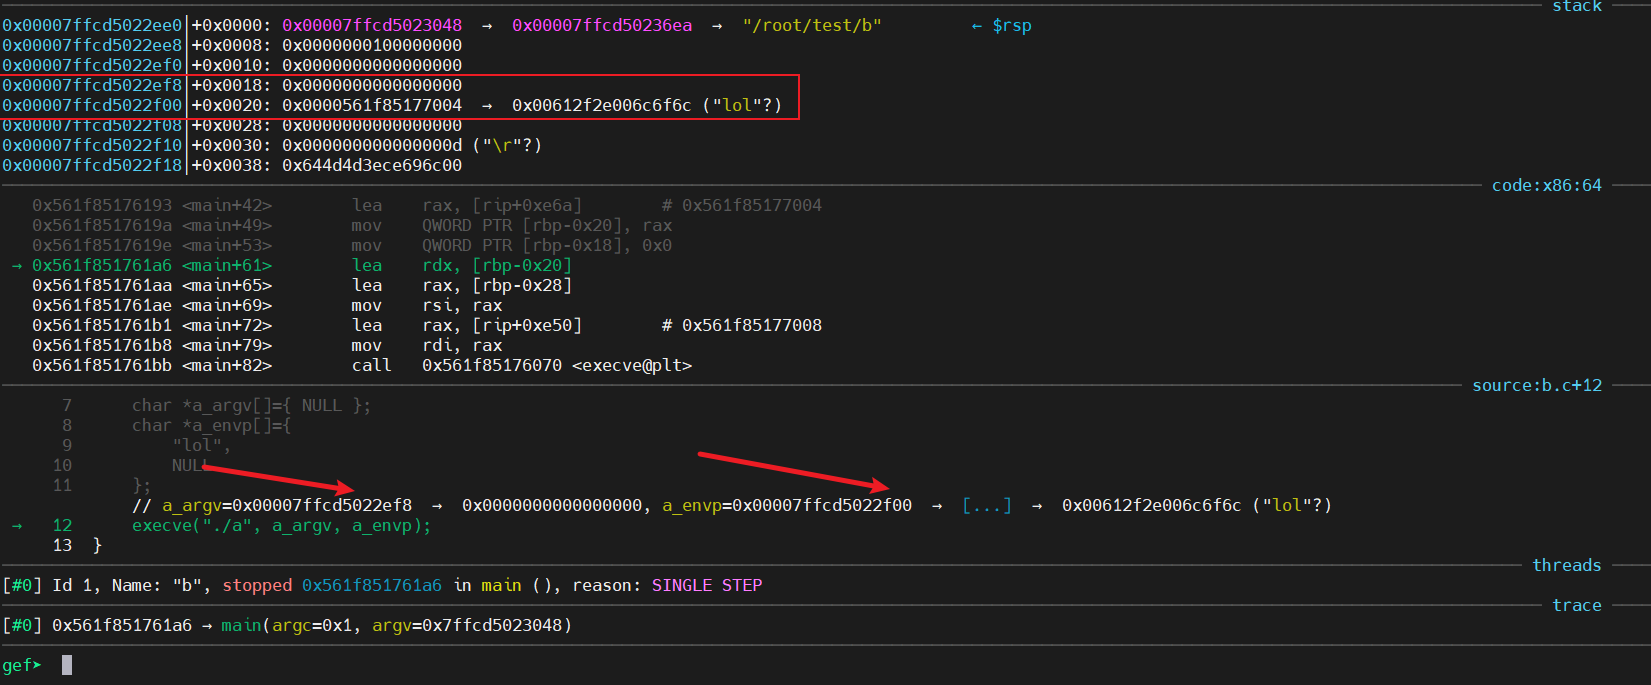 stack
0x00007ffcd5022ee0│+0x0000: 0x00007ffcd5023048  →  0x00007ffcd50236ea  →  "/root/test/b"         ← $rsp
0x00007ffcd5022ee8│+0x0008: 0x0000000100000000
0x00007ffcd5022ef0│+0x0010: 0x0000000000000000
0x00007ffcd5022ef8│+0x0018: 0x0000000000000000
0x00007ffcd5022f00│+0x0020: 0x0000561f85177004  →  0x00612f2e006c6f6c ("lol"?)
0x00007ffcd5022f08│+0x0028: 0x0000000000000000
0x00007ffcd5022f10│+0x0030: 0x000000000000000d ("\r"?)
0x00007ffcd5022f18│+0x0038: 0x644d4d3ece696c00
code:x86:64
0x561f85176193 <main+42>        lea    rax, [rip+0xe6a]        # 0x561f85177004
0x561f8517619a <main+49>        mov    QWORD PTR [rbp-0x20], rax
0x561f8517619e <main+53>        mov    QWORD PTR [rbp-0x18], 0x0
→ 0x561f851761a6 <main+61>        lea    rdx, [rbp-0x20]
0x561f851761aa <main+65>        lea    rax, [rbp-0x28]
0x561f851761ae <main+69>        mov    rsi, rax
0x561f851761b1 <main+72>        lea    rax, [rip+0xe50]        # 0x561f85177008
0x561f851761b8 <main+79>        mov    rdi, rax
0x561f851761bb <main+82>        call   0x561f85176070 <execve@plt>
source:b.c+12
7      char *a_argv[]={ NULL };
8      char *a_envp[]={
9          "lol",
10          NULL
11      };
// a_argv=0x00007ffcd5022ef8  →  0x0000000000000000, a_envp=0x00007ffcd5022f00  →  [...]  →  0x00612f2e006c6f6c ("lol"?)
→   12      execve("./a", a_argv, a_envp);
13  }
threads
[#0] Id 1, Name: "b", stopped 0x561f851761a6 in main (), reason: SINGLE STEP
trace
[#0] 0x561f851761a6 → main(argc=0x1, argv=0x7ffcd5023048)
gef➤